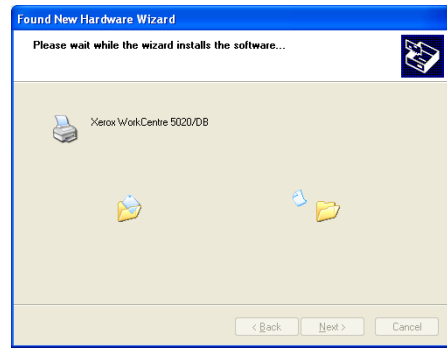 Found New Hardware Wizard
Please wait while the wizard installs the software...
Xerox WorkCentre 5020/DB
< Back Next > Cancel